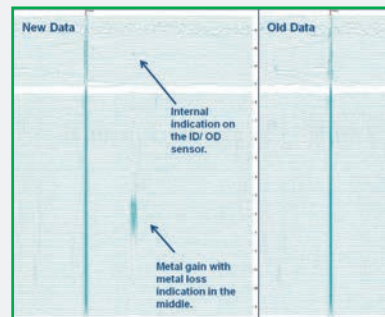 New Data
Old Data
Internal
indication on
the ID/ OD
sensor.
Metal gain with
metal loss
indication in the
middle.